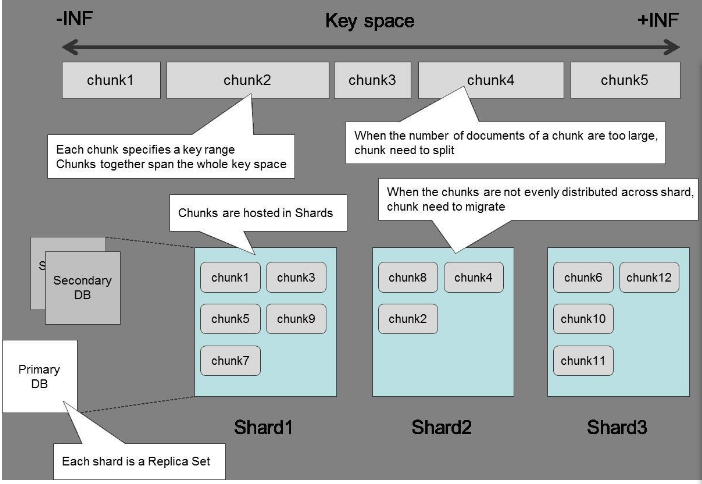 -INF Key space +INF
chunk1 chunk2 chunk3 chunk4 chunk5
Each chunk specifies a key range
Chunks together span the whole key space
When the number of documents of a chunk are too large,
chunk need to split
When the chunks are not evenly distributed across shard,
chunk need to migrate
Chunks are hosted in Shards
Secondary
DB
Primary
DB
chunk1 chunk3
chunk5 chunk9
chunk7
Shard1
chunk8 chunk4
chunk2
Shard2
chunk6 chunk12
chunk10
chunk11
Shard3
Each shard is a Replica Set